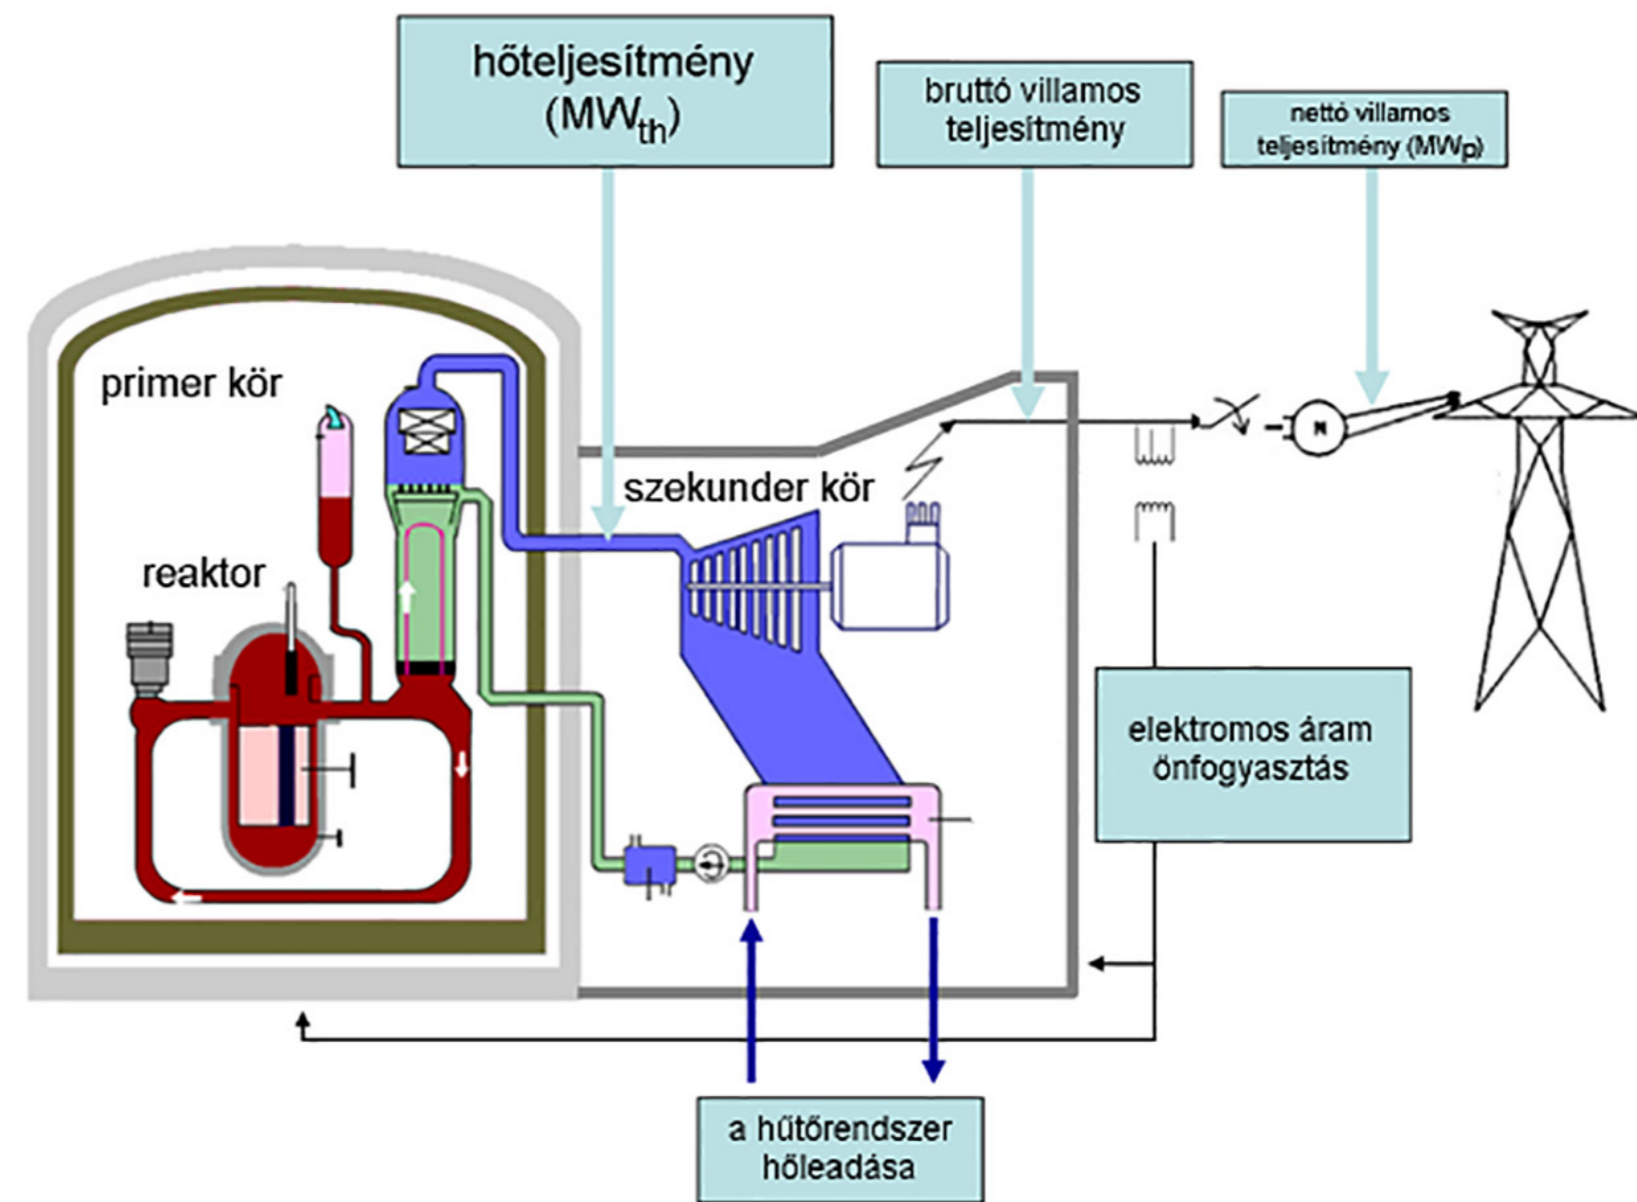 hőteljesítmény
(MWth)
bruttó villamos
teljesítmény
nettó villamos
teljesítmény (MWp)
primer kör
szekunder kör
reaktor
N
elektromos áram
önfogyasztás
a hűtőrendszer
hőleadása